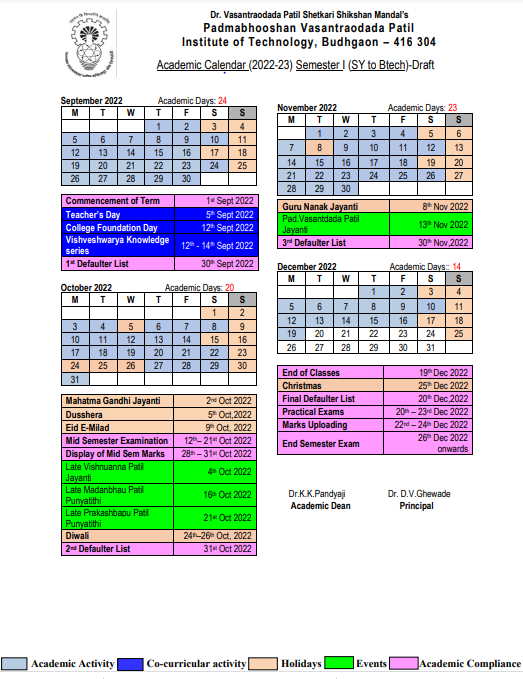 Dr. Vasantraodada Patil Shetkari Shikshan Mandal's
Padmabhooshan Vasantraodada Patil
Institute of Technology, Budhgaon – 416 304
Academic Calendar (2022-23) Semester I (SY to Btech)-Draft
September 2022 Academic Days: 24
M T W T F S S
1 2 3 4
5 6 7 8 9 10 11
12 13 14 15 16 17 18
19 20 21 22 23 24 25
26 27 28 29 30
Commencement of Term 1st Sept 2022
Teacher's Day 5th Sept 2022
College Foundation Day 12th Sept 2022
Vishveshwarya Knowledge series 12th - 14th Sept 2022
1st Defaulter List 30th Sept 2022
October 2022 Academic Days: 20
M T W T F S S
1 2
3 4 5 6 7 8 9
10 11 12 13 14 15 16
17 18 19 20 21 22 23
24 25 26 27 28 29 30
31
Mahatma Gandhi Jayanti 2nd Oct, 2022
Dusshera 5th Oct,2022
Eid E-Milad 9th Oct, 2022
Mid Semester Examination 12th– 21st Oct 2022
Display of Mid Sem Marks 28th – 31st Oct 2022
Late Vishnuanna Patil Jayanti 4th Oct 2022
Late Madanbhau Patil Punyatithi 16th Oct 2022
Late Prakashbapu Patil Punyatithi 21st Oct 2022
Diwali 24th–26th Oct, 2022
2nd Defaulter List 31st Oct 2022
November 2022 Academic Days: 23
M T W T F S S
1 2 3 4 5 6
7 8 9 10 11 12 13
14 15 16 17 18 19 20
21 22 23 24 25 26 27
28 29 30
Guru Nanak Jayanti 8th Nov 2022
Pad.Vasantdada Patil Jayanti 13th Nov 2022
3rd Defaulter List 30th Nov,2022
December 2022 Academic Days: 14
M T W T F S S
1 2 3 4
5 6 7 8 9 10 11
12 13 14 15 16 17 18
19 20 21 22 23 24 25
26 27 28 29 30 31
End of Classes 19th Dec 2022
Christmas 25th Dec 2022
Final Defaulter List 20th Dec,2022
Practical Exams 20th – 23rd Dec 2022
Marks Uploading 22nd – 24th Dec 2022
End Semester Exam 26th Dec 2022 onwards
Dr.K.K.Pandyaji Dr. D.V.Ghewade
Academic Dean Principal
Academic Activity Co-curricular activity Holidays Events Academic Compliance